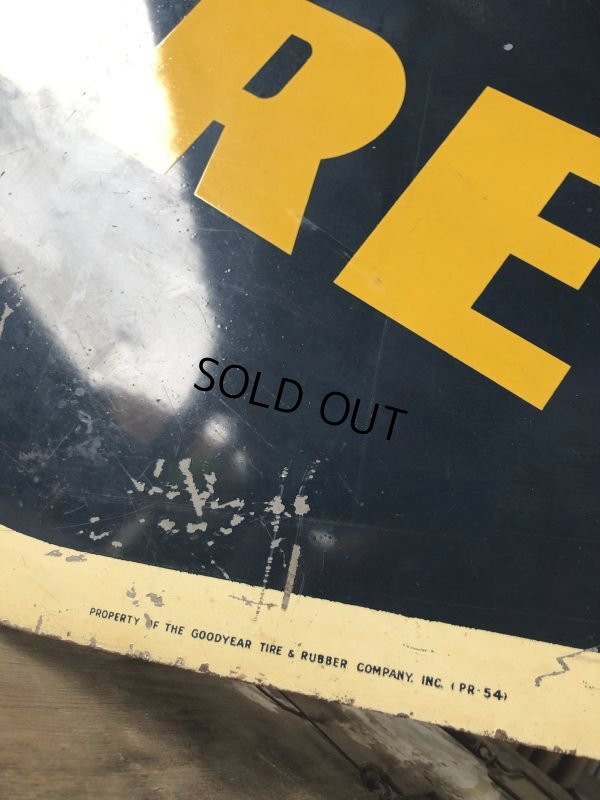 RE
SOLD OUT
PROPERTY OF THE GOODYEAR TIRE & RUBBER COMPANY, INC. (PR-54)